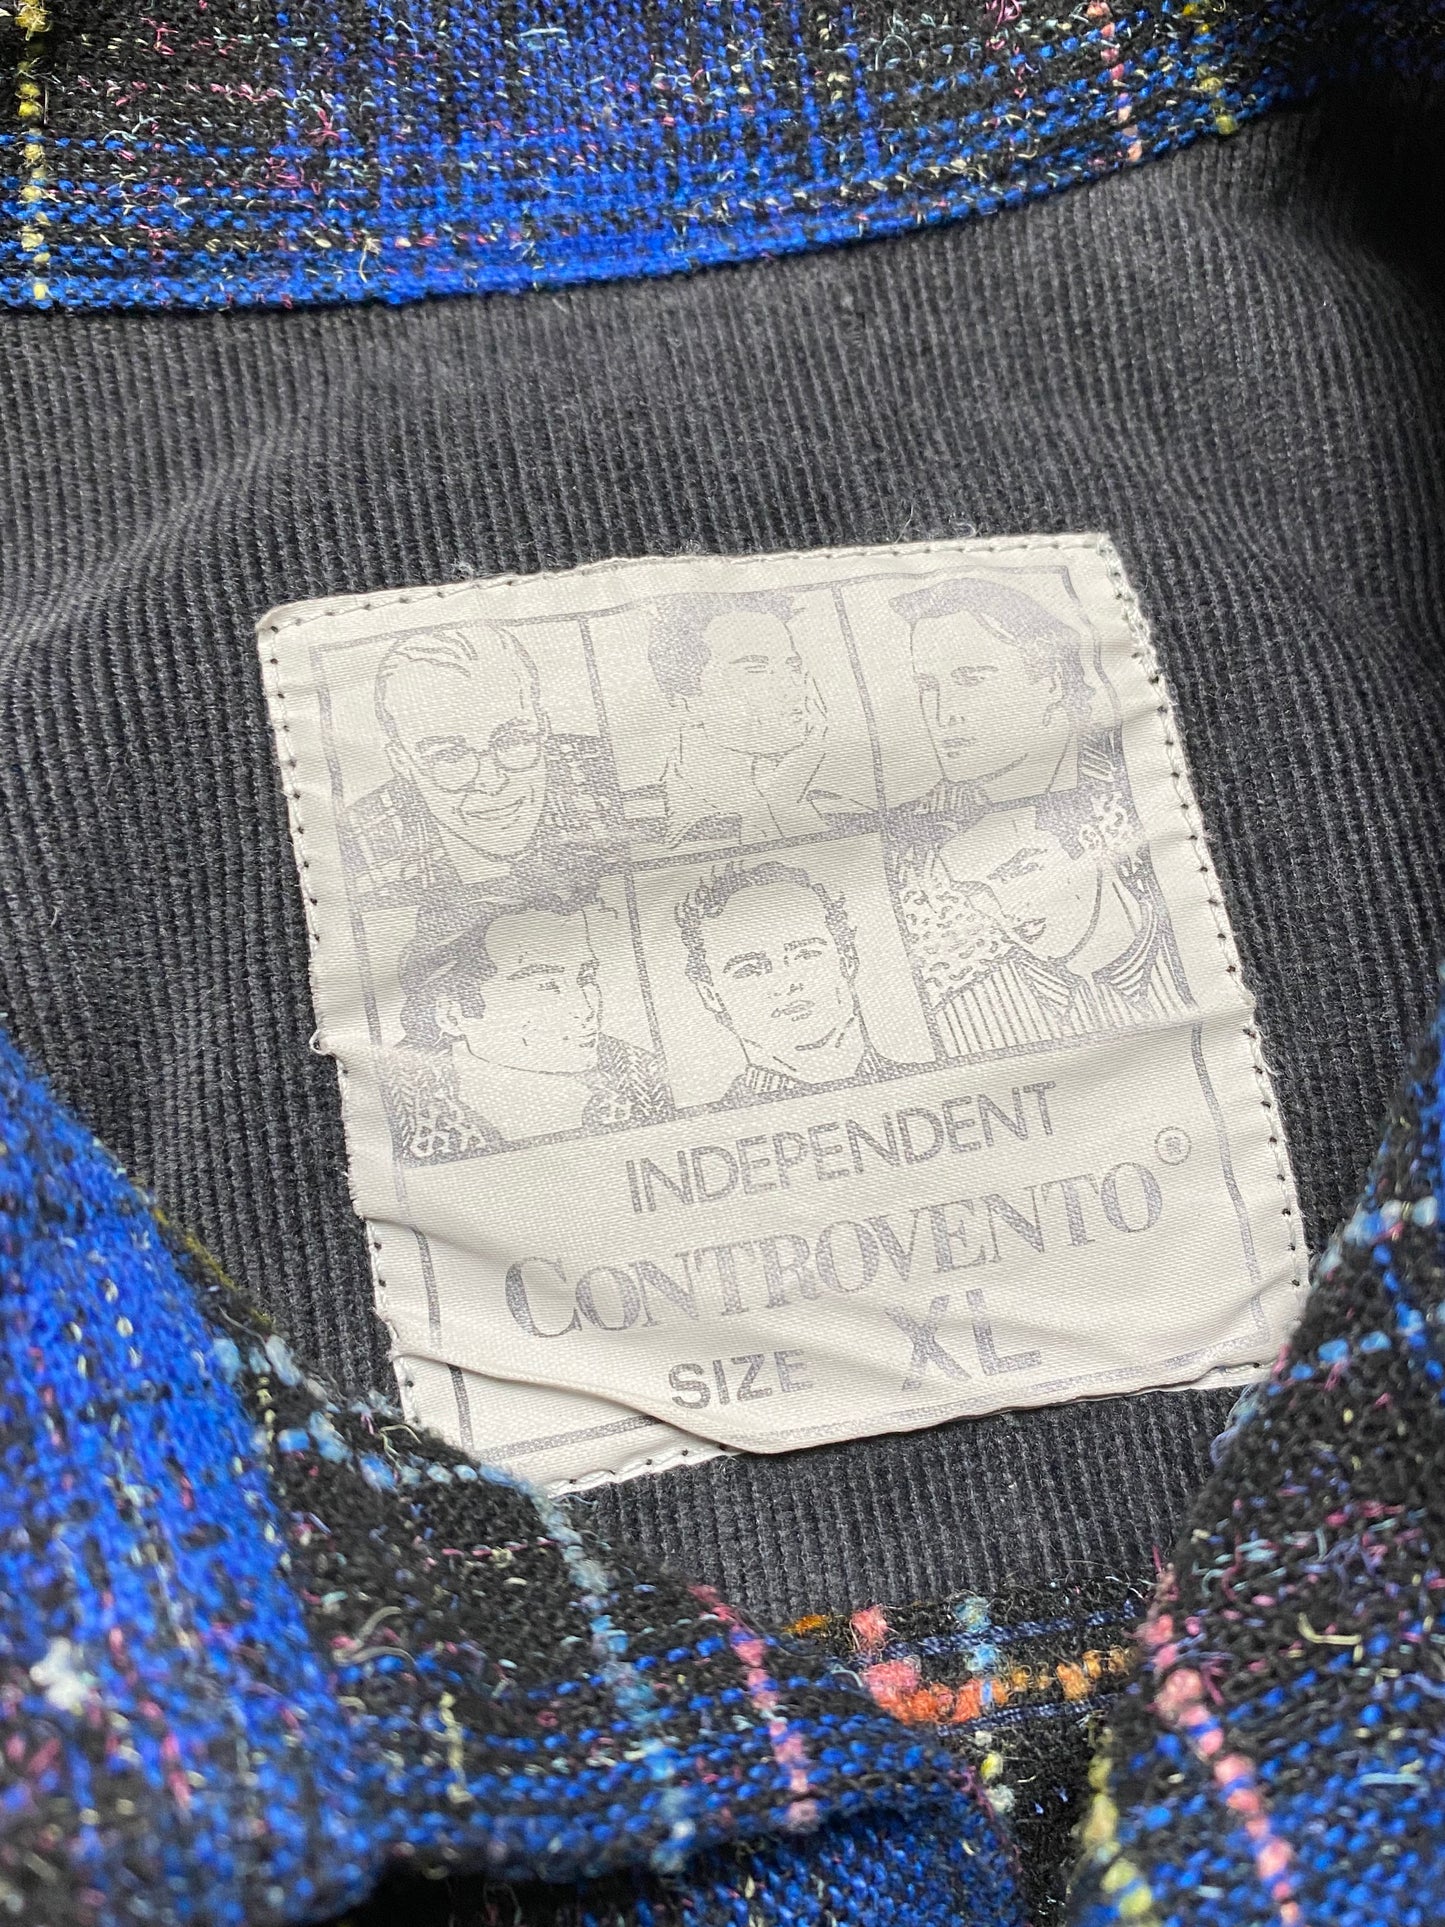 INDEPENDENT
CONTROVENTO®
SIZE XL